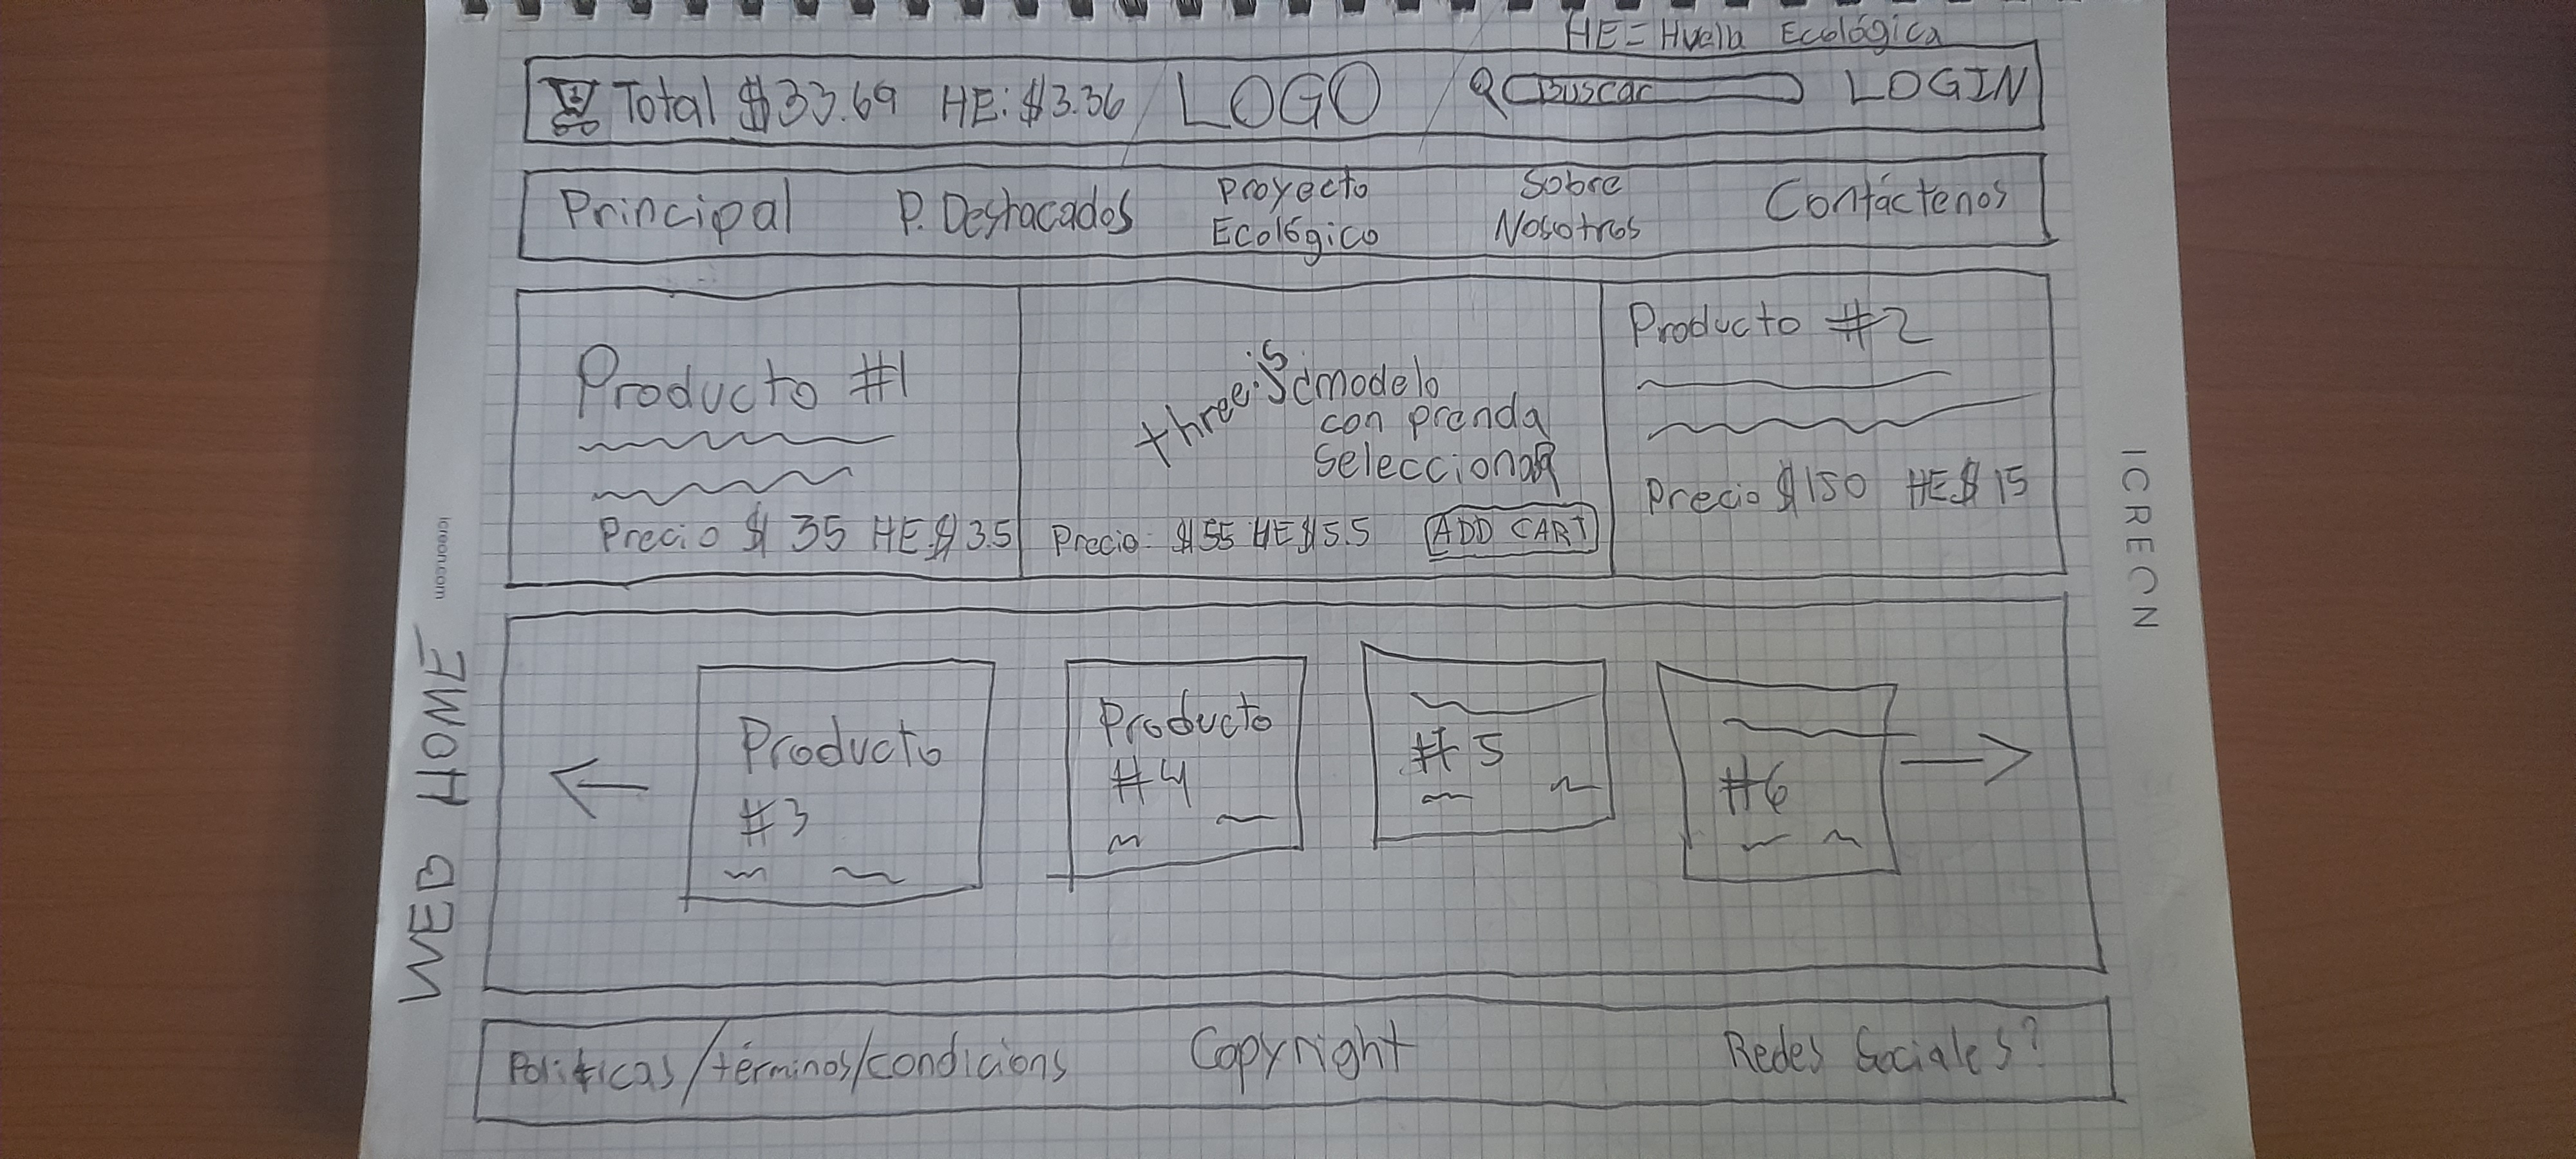 HE = Huella Ecológica
Total $33.69 HE: $3.36 LOGO Buscar LOGIN
Principal P. Destacados Proyecto Ecológico Sobre Nosotros Contáctenos
Producto #1
Precio $ 35 HE $ 3.5
three.js modelo
con prenda
seleccionada
Precio: $55 HE $5.5 ADD CART
Producto #2
Precio $150 HE $ 15
Producto
#3
Producto
#4
#5
#6
Políticas/términos/condicions Copyright Redes Sociales?
WEB HOME
icreacn.com
ICREACN